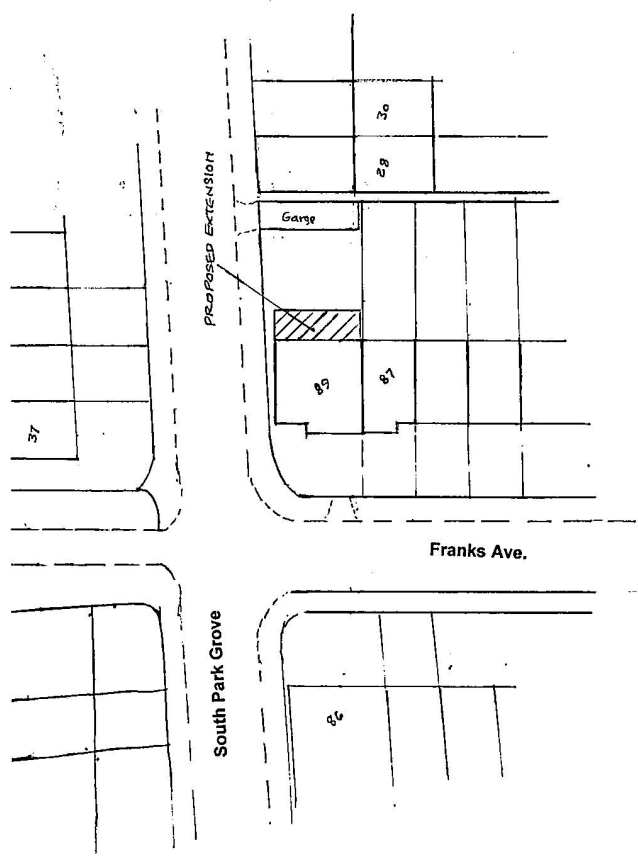 30
28
PROPOSED EXTENSION
Garge
89
87
37
Franks Ave.
South Park Grove
86